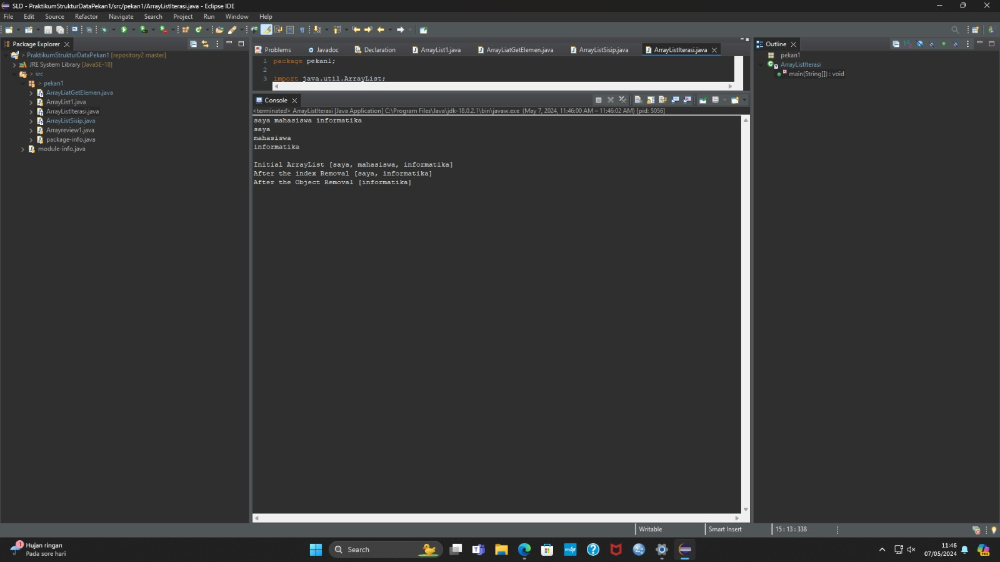 SLD - PraktikumStrukturDataPekan1/src/pekan1/ArrayListIterasi.java - Eclipse IDE
File Edit Source Refactor Navigate Search Project Run Window Help
Package Explorer
> PraktikumStrukturDataPekan1 [repository2 master]
JRE System Library [JavaSE-18]
> src
> pekan1
ArrayLiatGetElemen.java
ArrayList1.java
ArrayListIterasi.java
ArrayListSisip.java
Arrayreview1.java
package-info.java
module-info.java
Problems Javadoc Declaration ArrayList1.java ArrayLiatGetElemen.java ArrayListSisip.java ArrayListIterasi.java
1 package pekan1;
2
3 import java.util.ArrayList;
Console
<terminated> ArrayListIterasi [Java Application] C:\Program Files\Java\jdk-18.0.2.1\bin\javaw.exe (May 7, 2024, 11:46:00 AM – 11:46:02 AM) [pid: 5056]
saya mahasiswa informatika
saya
mahasiswa
informatika
Initial ArrayList [saya, mahasiswa, informatika]
After the index Removal [saya, informatika]
After the Object Removal [informatika]
Outline
pekan1
ArrayListIterasi
main(String[]) : void
Writable Smart Insert 15 : 13 : 338
1
Hujan ringan
Pada sore hari
Search
11:46
07/05/2024
PRE